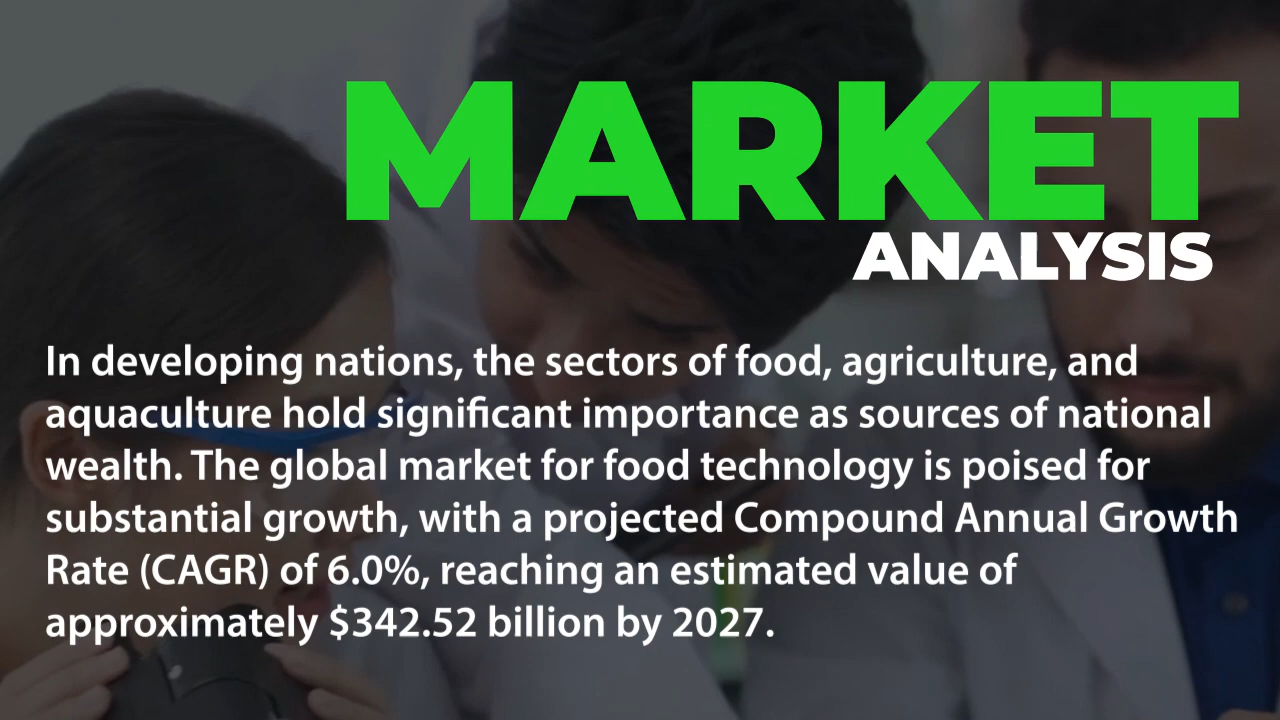 MARKET
ANALYSIS
In developing nations, the sectors of food, agriculture, and
aquaculture hold significant importance as sources of national
wealth. The global market for food technology is poised for
substantial growth, with a projected Compound Annual Growth
Rate (CAGR) of 6.0%, reaching an estimated value of
approximately $342.52 billion by 2027.